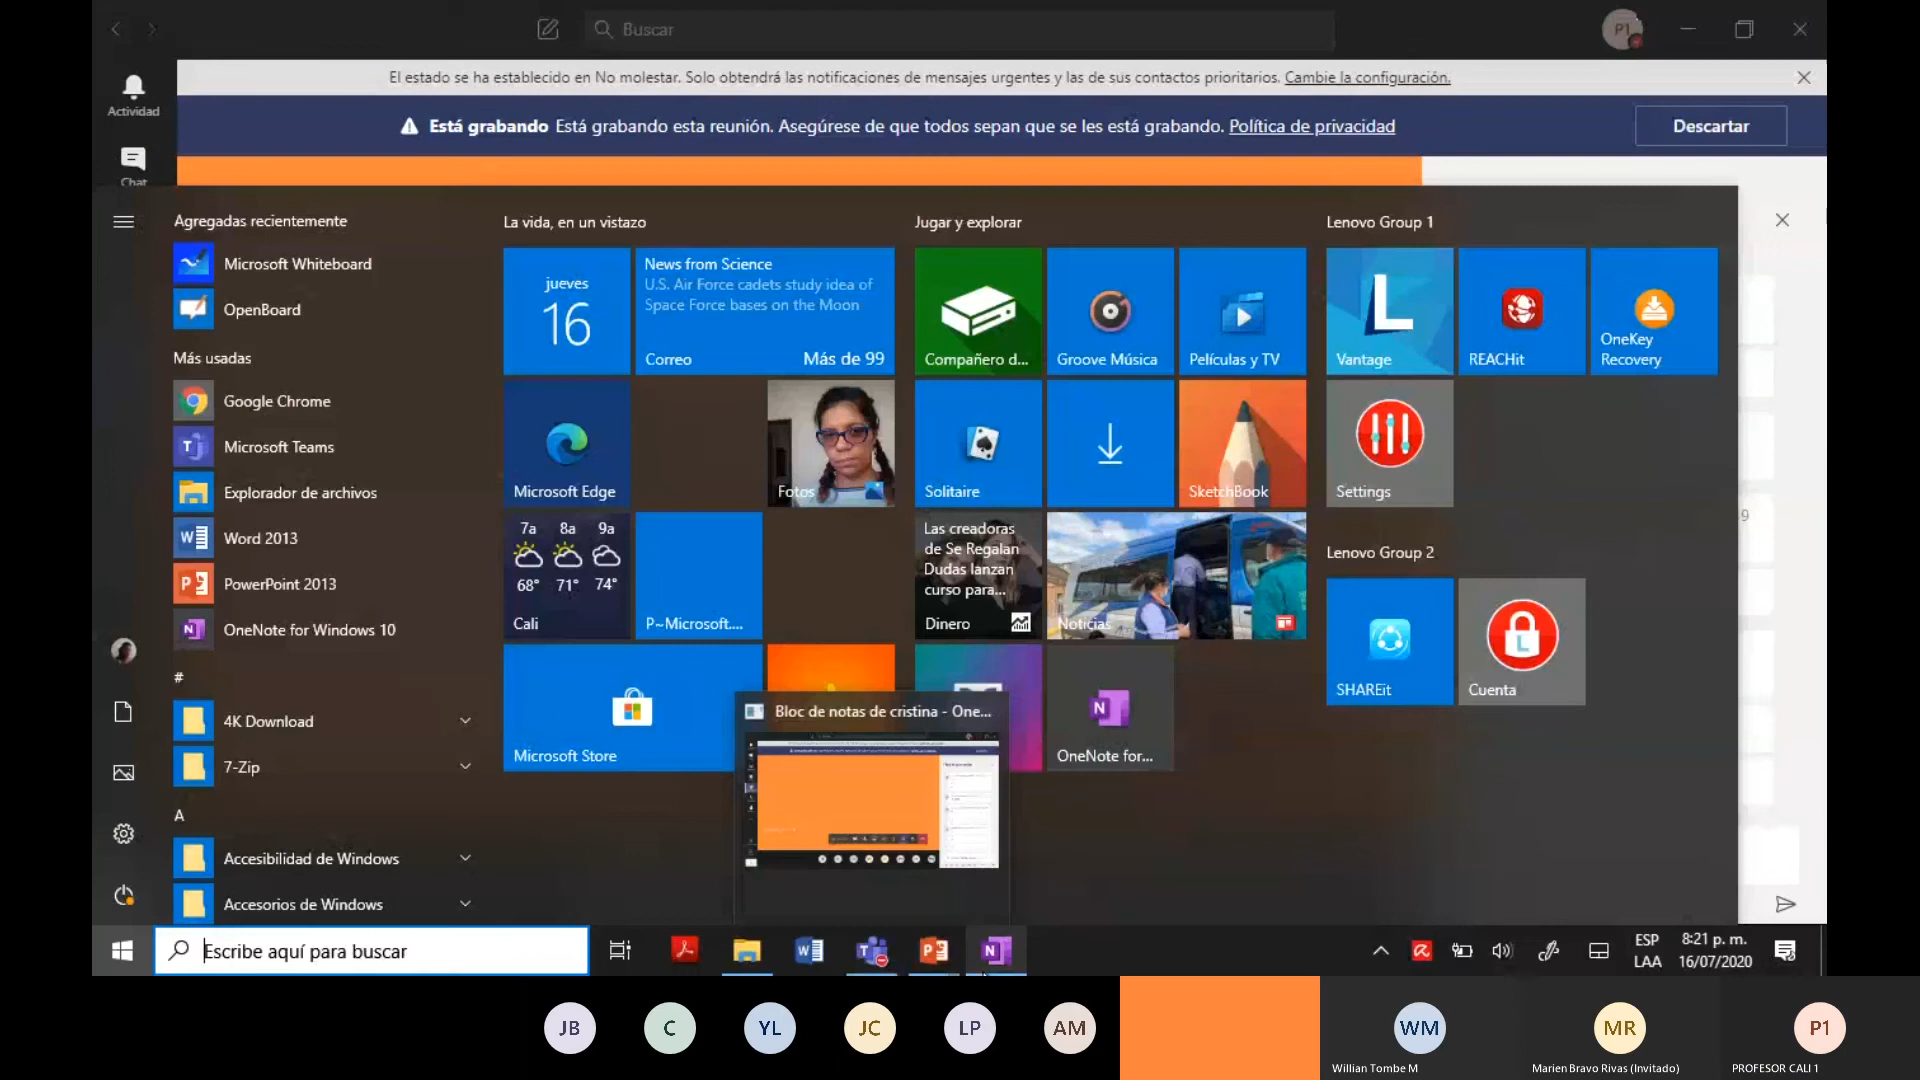 Buscar
P1
El estado se ha establecido en No molestar. Solo obtendrá las notificaciones de mensajes urgentes y las de sus contactos prioritarios. Cambie la configuración.
Actividad
Está grabando Está grabando esta reunión. Asegúrese de que todos sepan que se les está grabando. Política de privacidad
Descartar
Chat
Agregadas recientemente
Microsoft Whiteboard
OpenBoard
Más usadas
Google Chrome
Microsoft Teams
Explorador de archivos
Word 2013
PowerPoint 2013
OneNote for Windows 10
#
4K Download
7-Zip
A
Accesibilidad de Windows
Accesorios de Windows
La vida, en un vistazo
jueves
16
News from Science
U.S. Air Force cadets study idea of
Space Force bases on the Moon
Correo
Más de 99
Microsoft Edge
Fotos
7a 8a 9a
68° 71° 74°
Cali
P~Microsoft....
Microsoft Store
Jugar y explorar
Compañero d...
Groove Música
Películas y TV
Solitaire
SketchBook
Las creadoras
de Se Regalan
Dudas lanzan
curso para...
Dinero
Noticias
OneNote for...
Lenovo Group 1
L
Vantage
REACHit
OneKey
Recovery
Settings
Lenovo Group 2
SHAREit
L
Cuenta
9
Bloc de notas de cristina - One...
Escribe aquí para buscar
ESP
LAA
8:21 p. m.
16/07/2020
JB
C
YL
JC
LP
AM
WM
MR
P1
Willian Tombe M
Marien Bravo Rivas (Invitado)
PROFESOR CALI 1